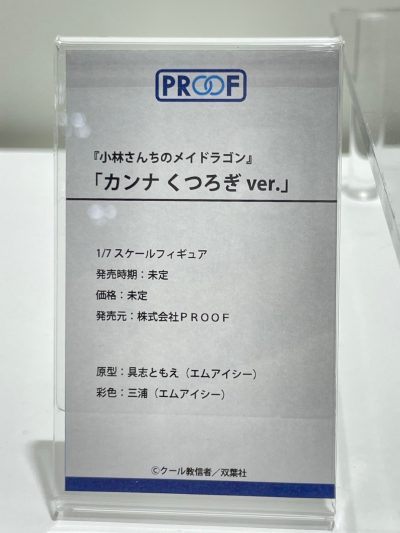 PROOF
『小林さんちのメイドラゴン』
「カンナ くつろぎ ver.」
1/7 スケールフィギュア
発売時期：未定
価格：未定
発売元：株式会社ＰＲＯＯＦ
原型：具志ともえ（エムアイシー）
彩色：三浦（エムアイシー）
©クール教信者／双葉社